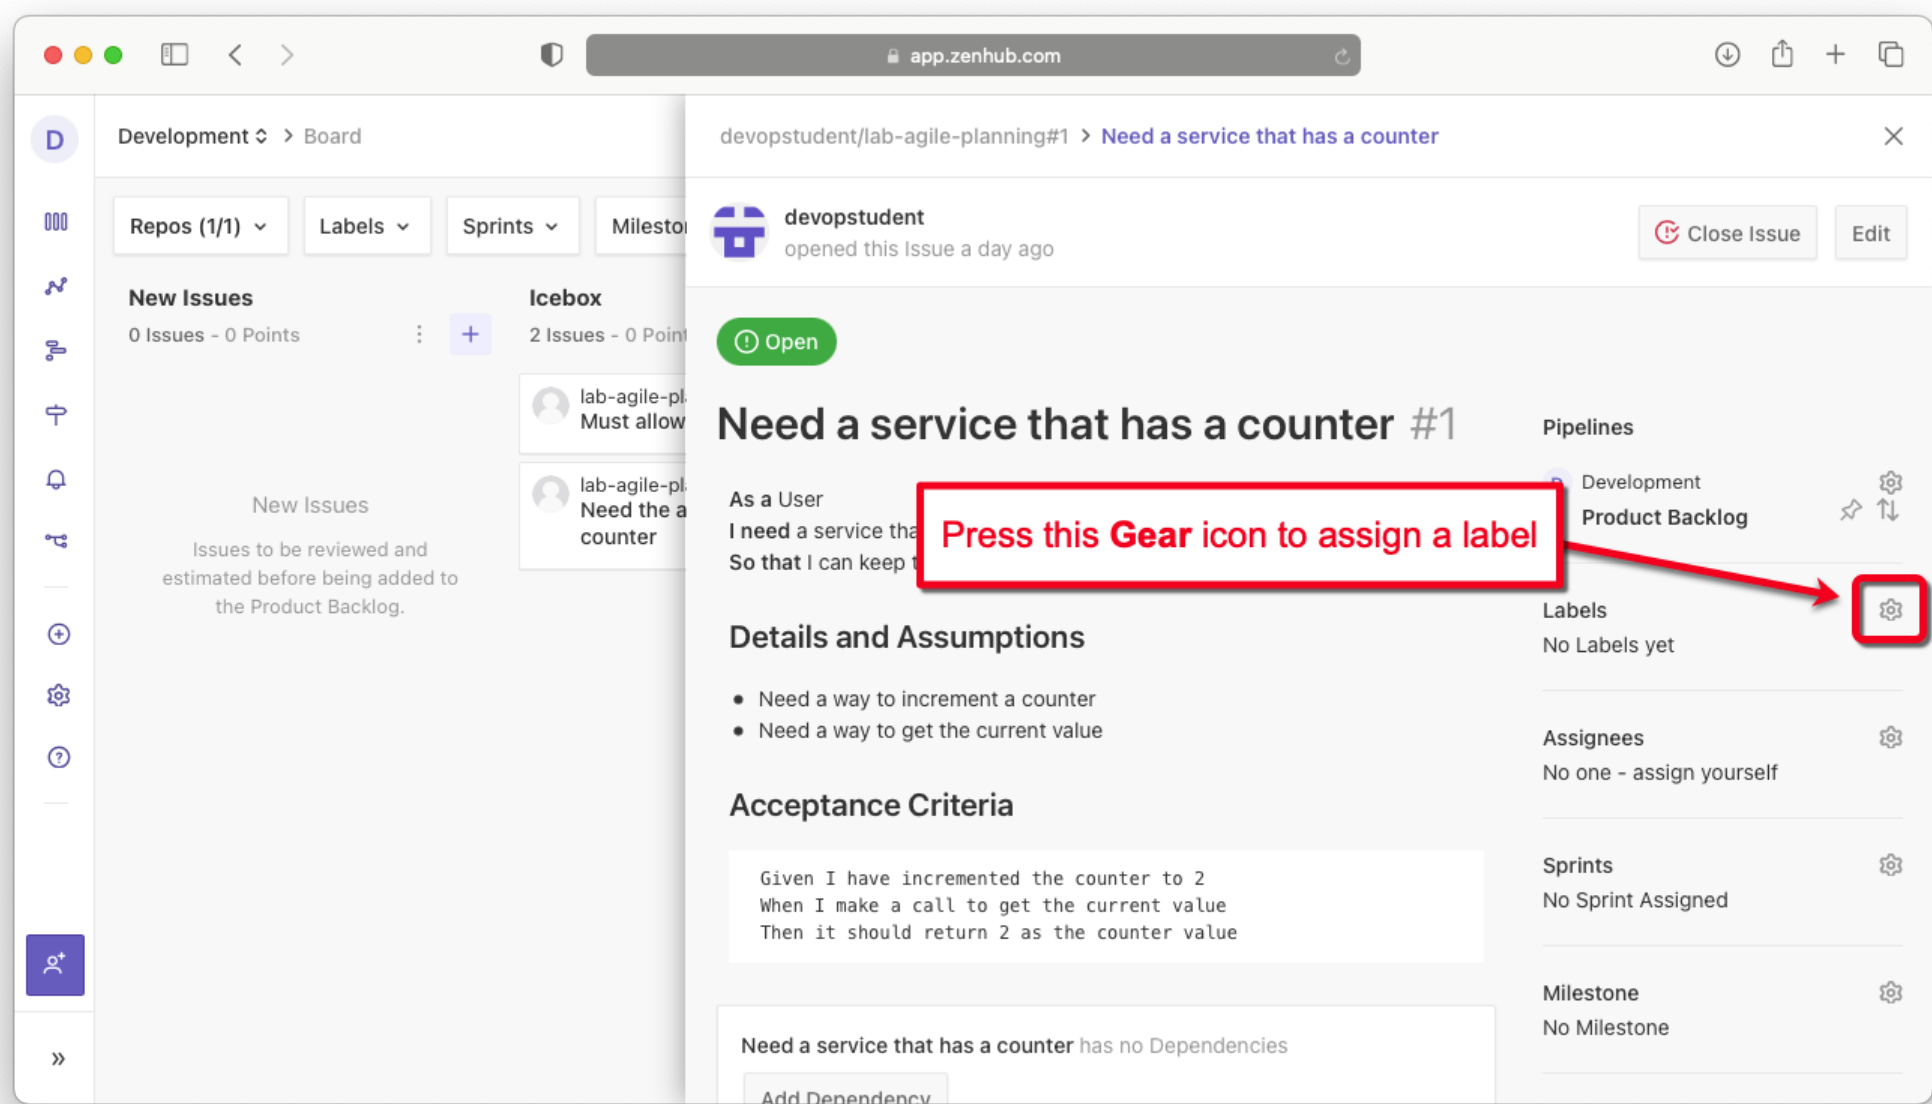 app.zenhub.com
D
Development > Board
devopstudent/lab-agile-planning#1 > Need a service that has a counter
Repos (1/1)
Labels
Sprints
devopstudent
opened this Issue a day ago
Close Issue
Edit
New Issues
0 Issues - 0 Points
Icebox
2 Issues - 0
Open
lab-agile-
Must allow
lab-agile-
Need the
counter
New Issues
Issues to be reviewed and
estimated before being added to
the Product Backlog.
Need a service that has a counter #1
As a User
I need a service
So that I can keep
Press this Gear icon to assign a label
Details and Assumptions
• Need a way to increment a counter
• Need a way to get the current value
Acceptance Criteria
Given I have incremented the counter to 2
When I make a call to get the current value
Then it should return 2 as the counter value
Need a service that has a counter has no Dependencies
Add Dependency
Pipelines
Development
Product Backlog
Labels
No Labels yet
Assignees
No one - assign yourself
Sprints
No Sprint Assigned
Milestone
No Milestone